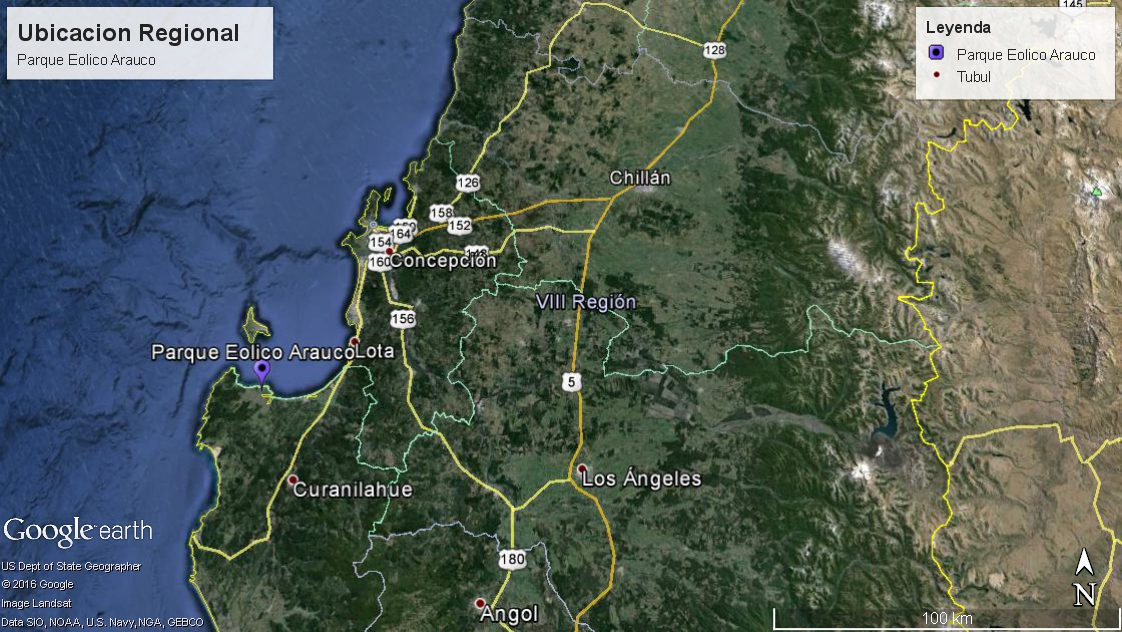 Ubicacion Regional
Parque Eolico Arauco
Leyenda
Parque Eolico Arauco
Tubul
145
128
Chillán
126
158
152
164
154
160
Concepción
VIII Región
156
Parque Eolico Arauco
Lota
5
Los Ángeles
Curanilahue
Google earth
180
US Dept of State Geographer
© 2016 Google
Image Landsat
Data SIO, NOAA, U.S. Navy, NGA, GEBCO
Angol
100 km
N